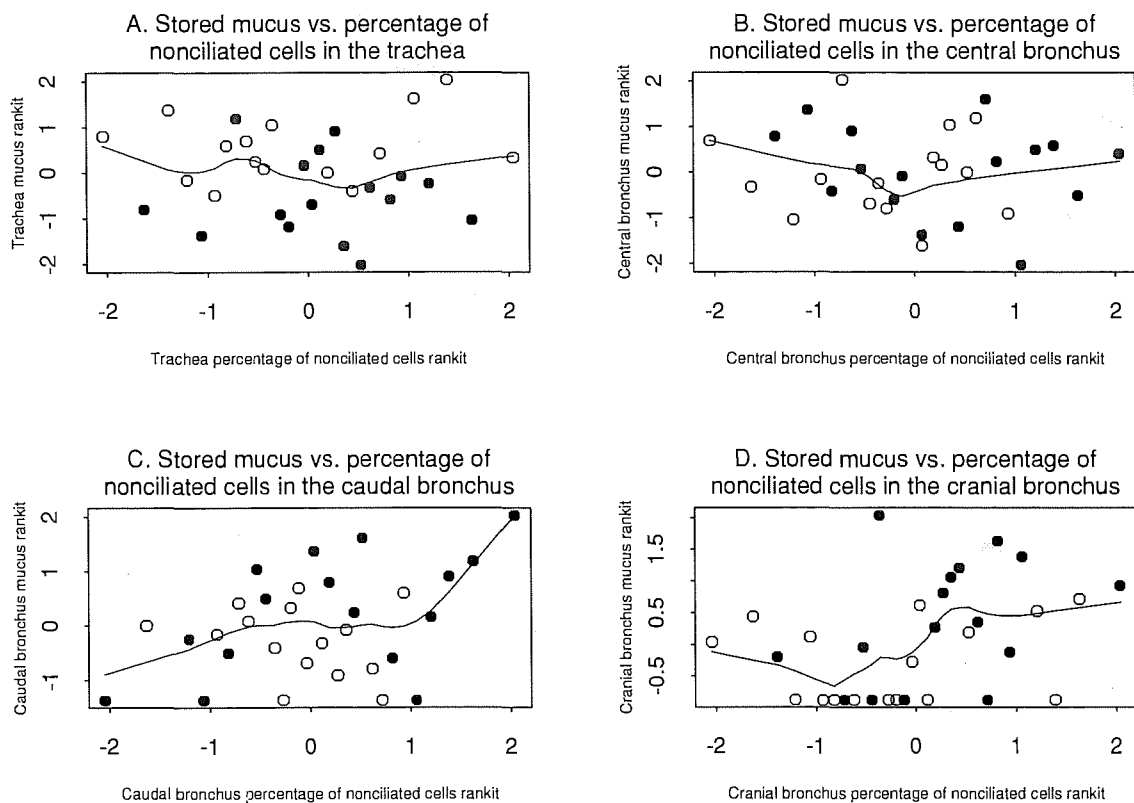 A. Stored mucus vs. percentage of
nonciliated cells in the trachea
Trachea mucus rankit
2
1
0
-1
-2
-2
-1
0
1
2
Trachea percentage of nonciliated cells rankit
B. Stored mucus vs. percentage of
nonciliated cells in the central bronchus
Central bronchus mucus rankit
2
1
0
-1
-2
-2
-1
0
1
2
Central bronchus percentage of nonciliated cells rankit
C. Stored mucus vs. percentage of
nonciliated cells in the caudal bronchus
Caudal bronchus mucus rankit
2
1
0
-1
-2
-1
0
1
2
Caudal bronchus percentage of nonciliated cells rankit
D. Stored mucus vs. percentage of
nonciliated cells in the cranial bronchus
Cranial bronchus mucus rankit
1.5
0.5
-0.5
-2
-1
0
1
2
Cranial bronchus percentage of nonciliated cells rankit